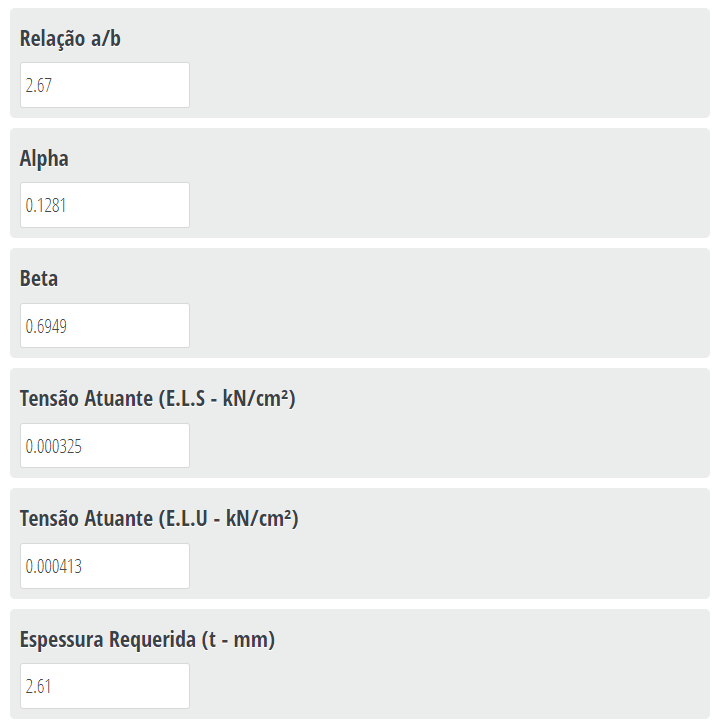 Relação a/b
2.67
Alpha
0.1281
Beta
0.6949
Tensão Atuante (E.L.S - kN/cm²)
0.000325
Tensão Atuante (E.L.U - kN/cm²)
0.000413
Espessura Requerida (t - mm)
2.61